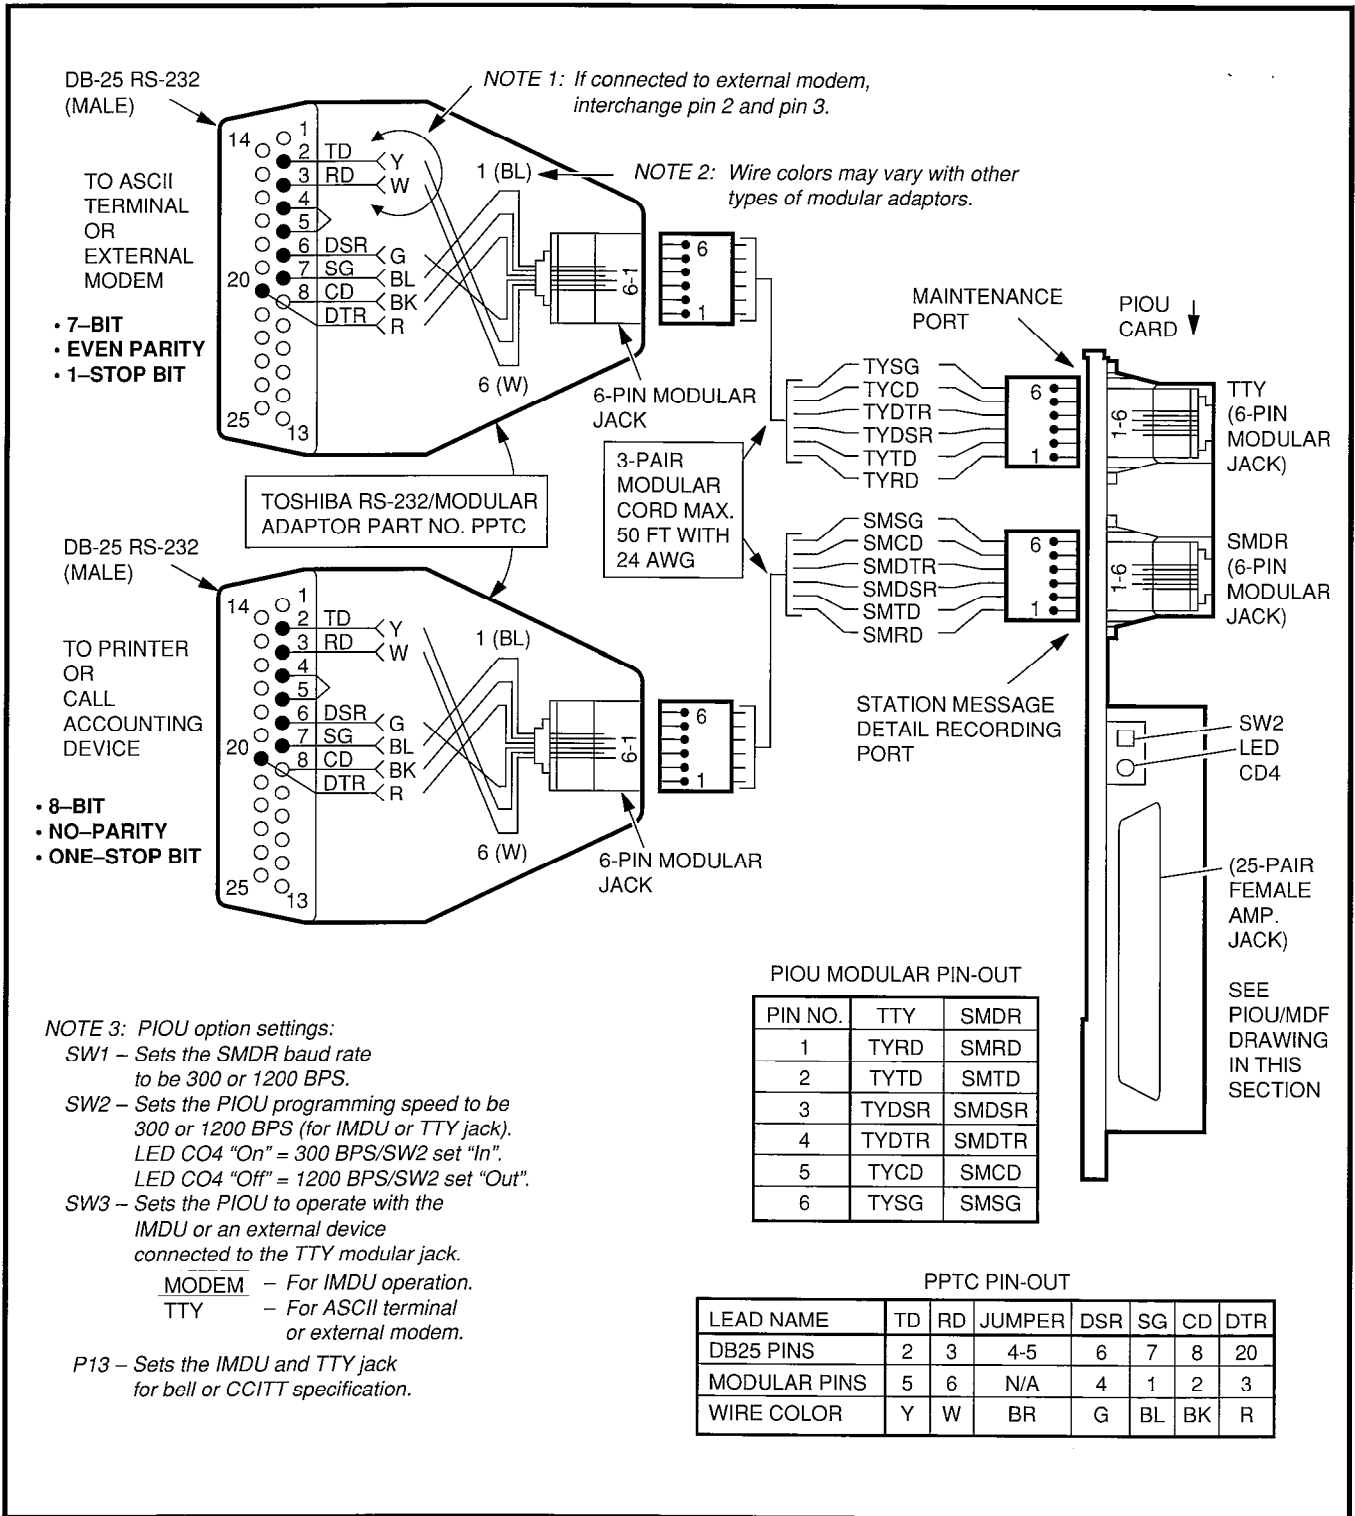 DB-25 RS-232
(MALE)
NOTE 1: If connected to external modem,
interchange pin 2 and pin 3.
NOTE 2: Wire colors may vary with other
types of modular adaptors.
TO ASCII
TERMINAL
OR
EXTERNAL
MODEM
• 7–BIT
• EVEN PARITY
• 1–STOP BIT
14
1
2 TD Y
3 RD W
4
5
6 DSR G
7 SG BL
20
8 CD BK
DTR R
25
13
1 (BL)
6 (W)
6-1
6
1
6-PIN MODULAR
JACK
TOSHIBA RS-232/MODULAR
ADAPTOR PART NO. PPTC
3-PAIR
MODULAR
CORD MAX.
50 FT WITH
24 AWG
MAINTENANCE
PORT
PIOU
CARD
TYSG
TYCD
TYDTR
TYDSR
TYTD
TYRD
6
1
1-6
TTY
(6-PIN
MODULAR
JACK)
SMSG
SMCD
SMDTR
SMDSR
SMTD
SMRD
6
1
1-6
SMDR
(6-PIN
MODULAR
JACK)
STATION MESSAGE
DETAIL RECORDING
PORT
SW2
LED
CD4
(25-PAIR
FEMALE
AMP.
JACK)
SEE
PIOU/MDF
DRAWING
IN THIS
SECTION
DB-25 RS-232
(MALE)
TO PRINTER
OR
CALL
ACCOUNTING
DEVICE
• 8–BIT
• NO–PARITY
• ONE–STOP BIT
14
1
2 TD Y
3 RD W
4
5
6 DSR G
7 SG BL
20
8 CD BK
DTR R
25
13
1 (BL)
6 (W)
6-1
6
1
6-PIN MODULAR
JACK
NOTE 3: PIOU option settings:
SW1 – Sets the SMDR baud rate
to be 300 or 1200 BPS.
SW2 – Sets the PIOU programming speed to be
300 or 1200 BPS (for IMDU or TTY jack).
LED CO4 “On” = 300 BPS/SW2 set “In”.
LED CO4 “Off” = 1200 BPS/SW2 set “Out”.
SW3 – Sets the PIOU to operate with the
IMDU or an external device
connected to the TTY modular jack.
MODEM – For IMDU operation.
TTY – For ASCII terminal
or external modem.
P13 – Sets the IMDU and TTY jack
for bell or CCITT specification.
PIOU MODULAR PIN-OUT
PIN NO. TTY SMDR
1 TYRD SMRD
2 TYTD SMTD
3 TYDSR SMDSR
4 TYDTR SMDTR
5 TYCD SMCD
6 TYSG SMSG
PPTC PIN-OUT
LEAD NAME TD RD JUMPER DSR SG CD DTR
DB25 PINS 2 3 4-5 6 7 8 20
MODULAR PINS 5 6 N/A 4 1 2 3
WIRE COLOR Y W BR G BL BK R